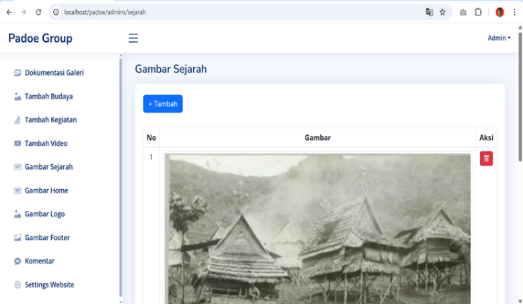 localhost/padoe/admins/sejarah
Padoe Group
Admin
Dokumentasi Galeri
Tambah Budaya
Tambah Kegiatan
Tambah Video
Gambar Sejarah
Gambar Home
Gambar Logo
Gambar Footer
Komentar
Settings Website
Gambar Sejarah
+ Tambah
No Gambar Aksi
1